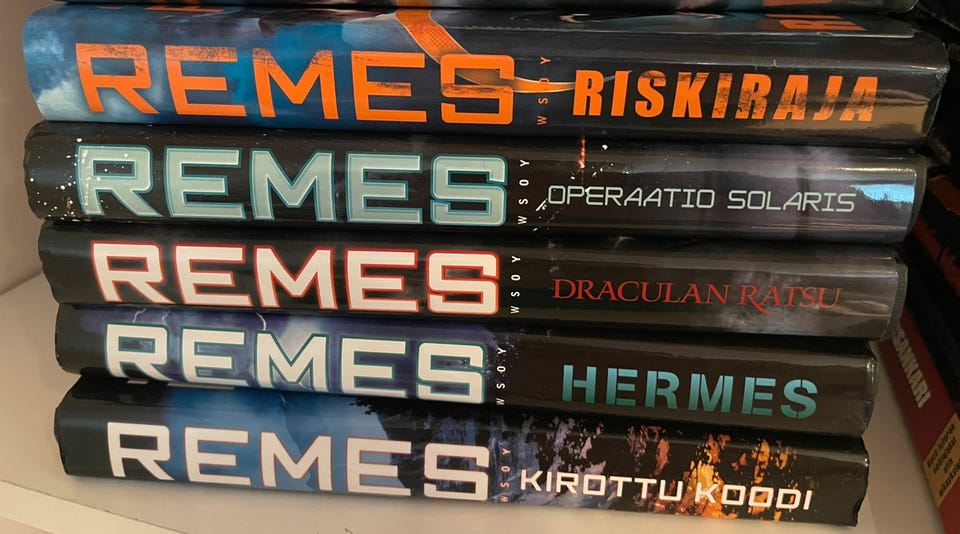 REMES WSOY RISKIRAJA
REMES WSOY OPERAATIO SOLARIS
REMES WSOY DRACULAN RATSU
REMES WSOY HERMES
REMES WSOY KIROTTU KOODI